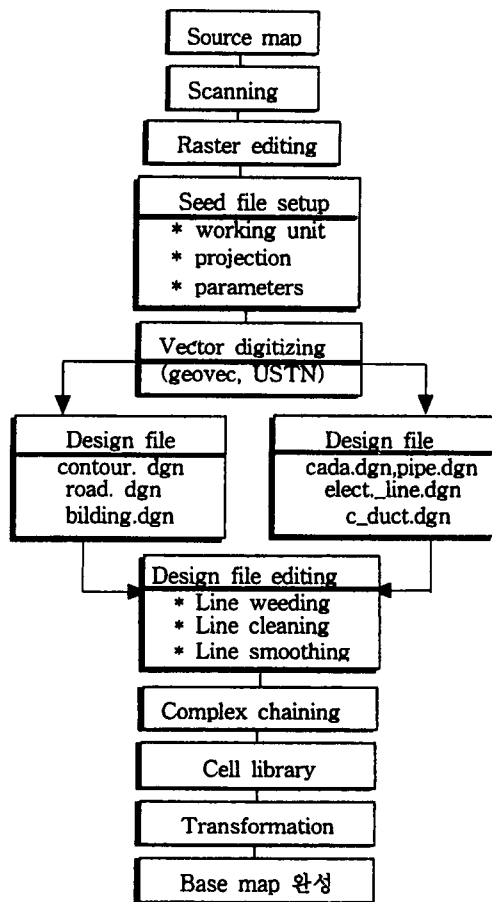 Source map
Scanning
Raster editing
Seed file setup
* working unit
* projection
* parameters
Vector digitizing
(geovec, USTN)
Design file
contour. dgn
road. dgn
bilding.dgn
Design file
cada.dgn,pipe.dgn
elect._line.dgn
c_duct.dgn
Design file editing
* Line weeding
* Line cleaning
* Line smoothing
Complex chaining
Cell library
Transformation
Base map 완성